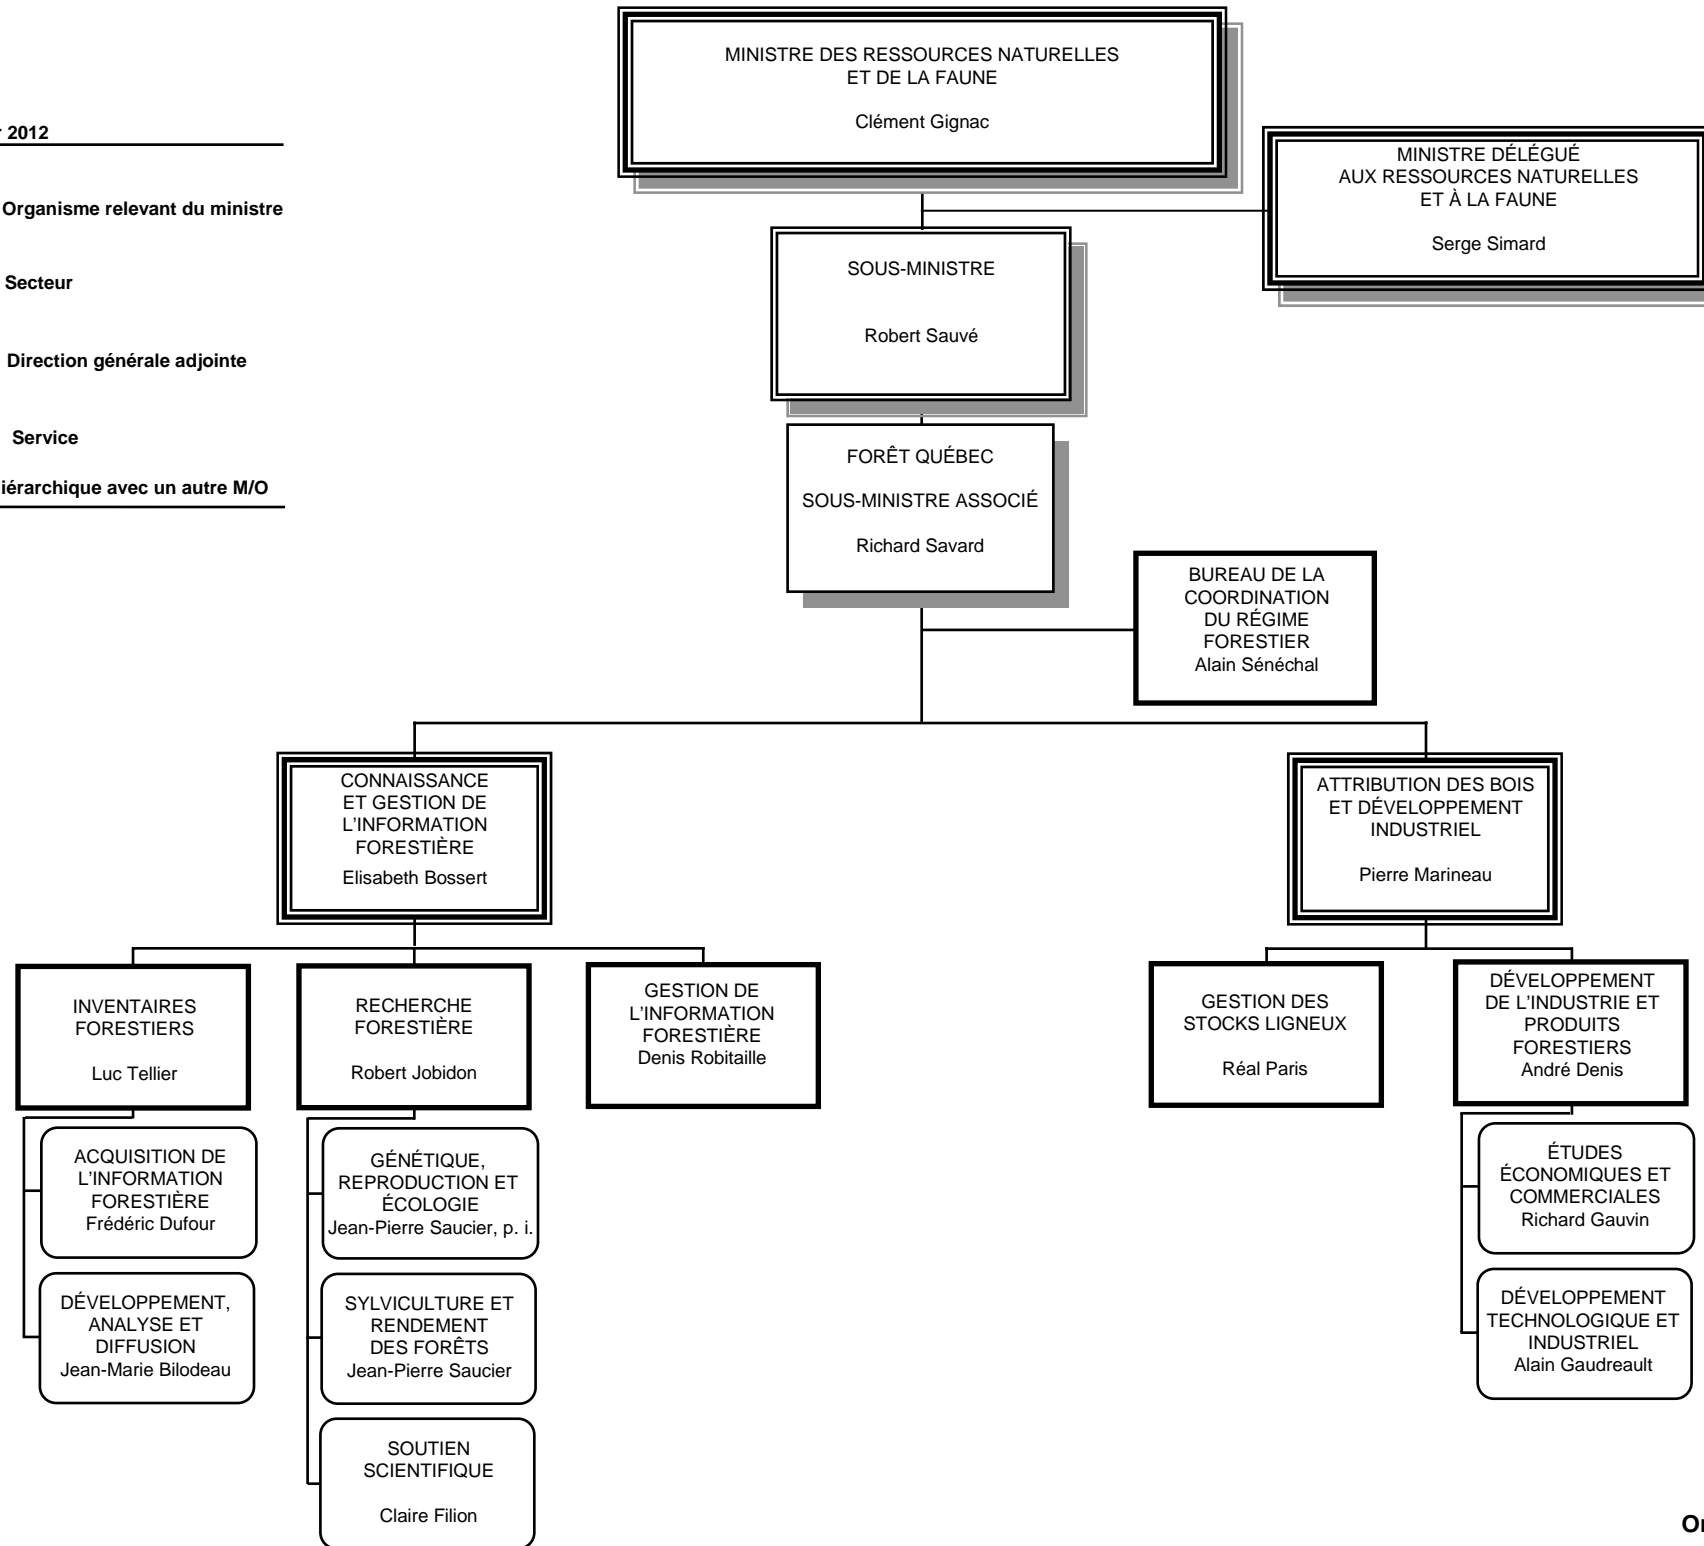 MINISTRE DES RESSOURCES NATURELLES
ET DE LA FAUNE
Clément Gignac
2012
Organisme relevant du ministre
Secteur
Direction générale adjointe
Service
iérarchique avec un autre M/O
MINISTRE DÉLÉGUÉ
AUX RESSOURCES NATURELLES
ET À LA FAUNE
Serge Simard
SOUS-MINISTRE
Robert Sauvé
FORÊT QUÉBEC
SOUS-MINISTRE ASSOCIÉ
Richard Savard
BUREAU DE LA
COORDINATION
DU RÉGIME
FORESTIER
Alain Sénéchal
CONNAISSANCE
ET GESTION DE
L'INFORMATION
FORESTIÈRE
Elisabeth Bossert
ATTRIBUTION DES BOIS
ET DÉVELOPPEMENT
INDUSTRIEL
Pierre Marineau
INVENTAIRES
FORESTIERS
Luc Tellier
RECHERCHE
FORESTIÈRE
Robert Jobidon
GESTION DE
L'INFORMATION
FORESTIÈRE
Denis Robitaille
GESTION DES
STOCKS LIGNEUX
Réal Paris
DÉVELOPPEMENT
DE L'INDUSTRIE ET
PRODUITS
FORESTIERS
André Denis
ACQUISITION DE
L'INFORMATION
FORESTIÈRE
Frédéric Dufour
DÉVELOPPEMENT,
ANALYSE ET
DIFFUSION
Jean-Marie Bilodeau
GÉNÉTIQUE,
REPRODUCTION ET
ÉCOLOGIE
Jean-Pierre Saucier, p. i.
SYLVICULTURE ET
RENDEMENT
DES FORÊTS
Jean-Pierre Saucier
SOUTIEN
SCIENTIFIQUE
Claire Filion
ÉTUDES
ÉCONOMIQUES ET
COMMERCIALES
Richard Gauvin
DÉVELOPPEMENT
TECHNOLOGIQUE ET
INDUSTRIEL
Alain Gaudreault